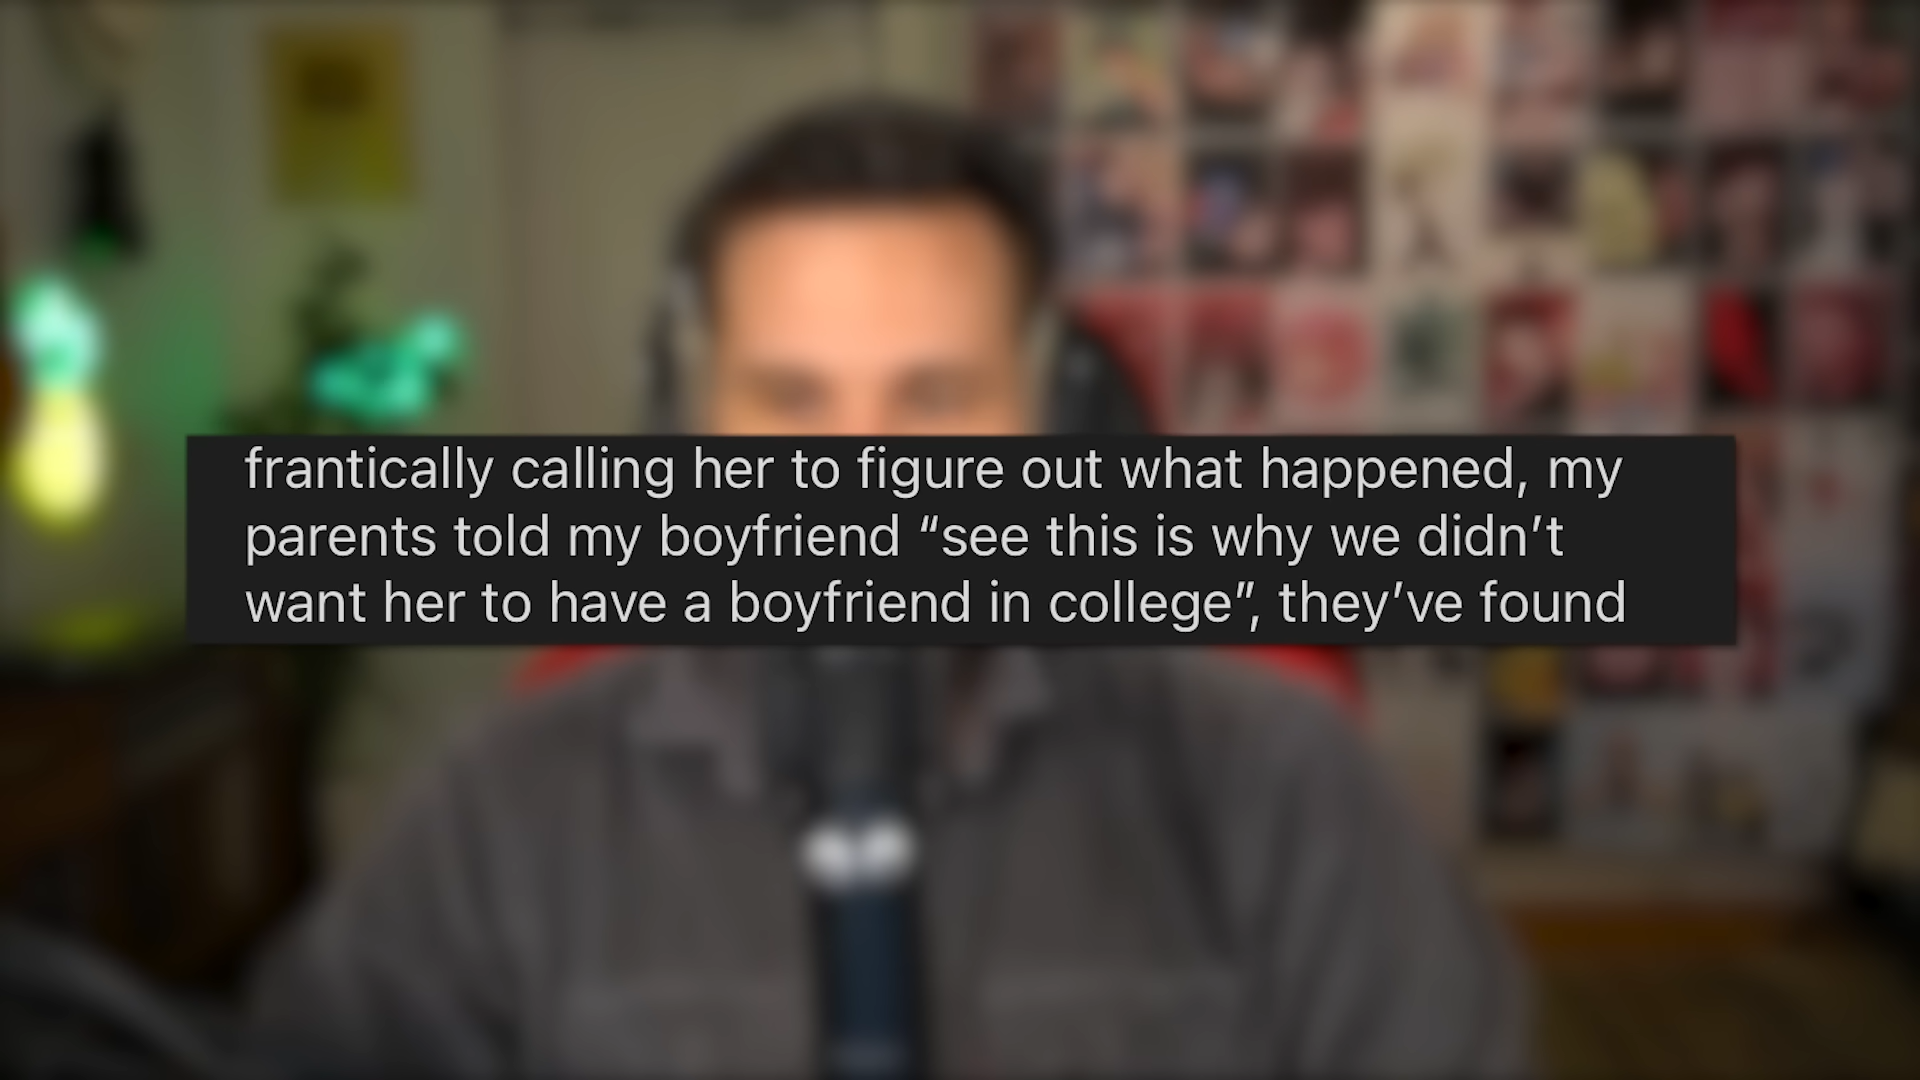 frantically calling her to figure out what happened, my
parents told my boyfriend “see this is why we didn’t
want her to have a boyfriend in college”, they’ve found